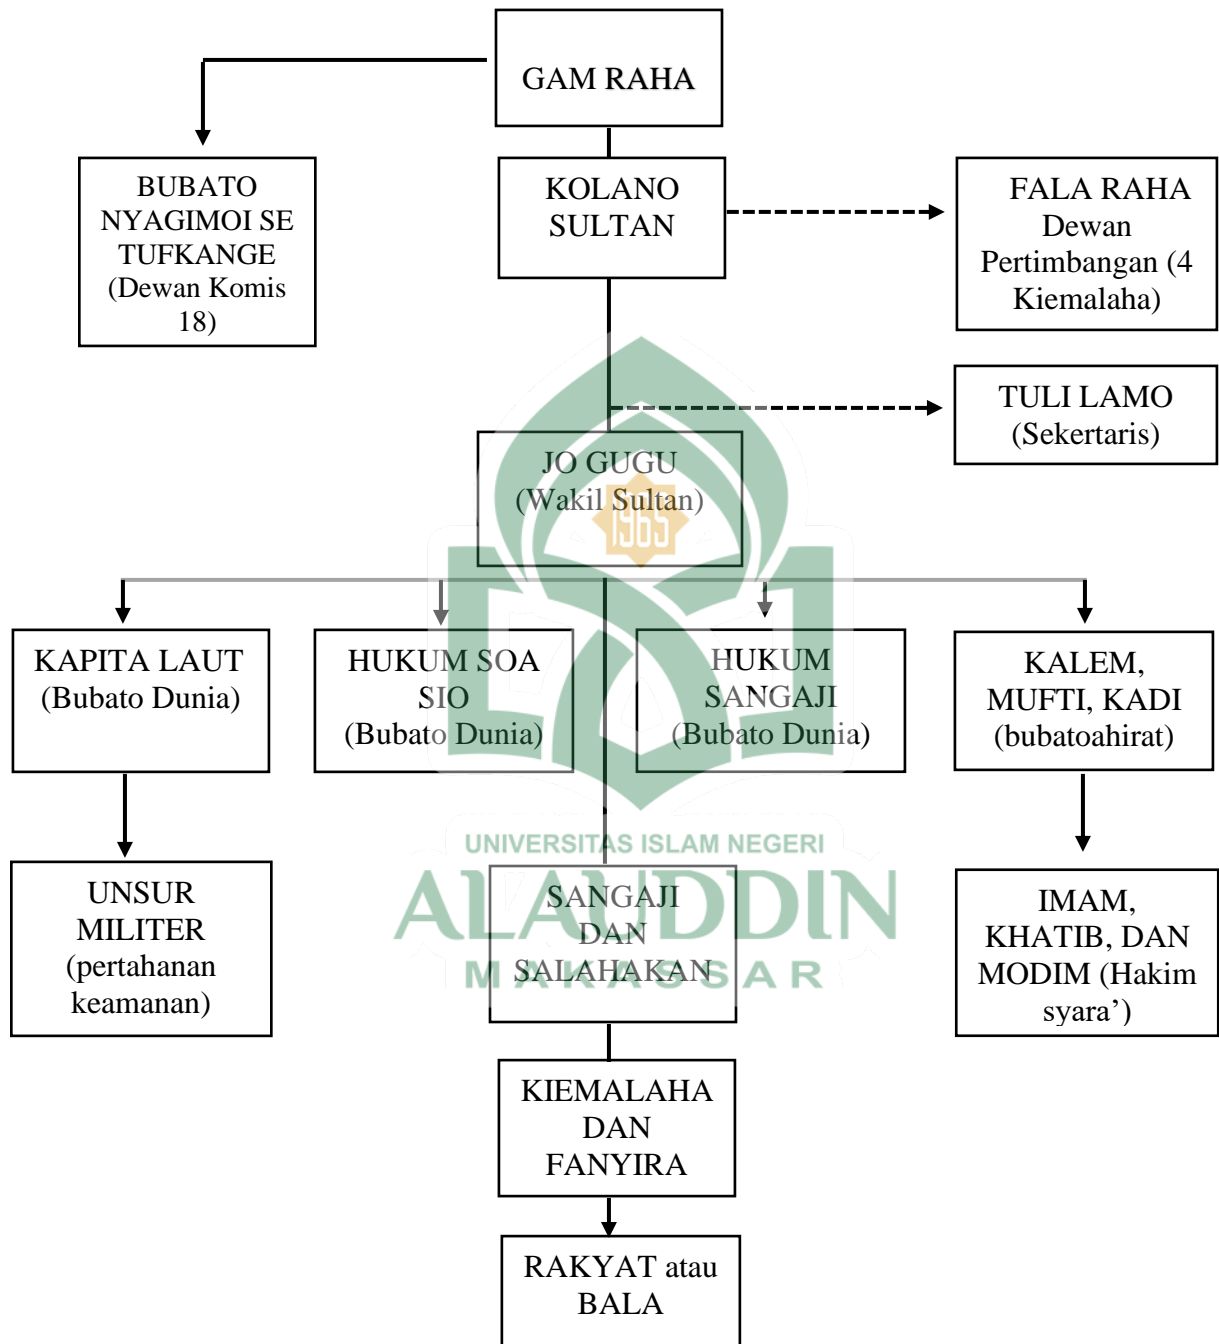 GAM RAHA
BUBATO
NYAGIMOI SE
TUFKANGE
(Dewan Komis
18)
KOLANO
SULTAN
FALA RAHA
Dewan
Pertimbangan (4
Kiemalaha)
TULI LAMO
(Sekertaris)
JO GUGU
(Wakil Sultan)
1965
KAPITA LAUT
(Bubato Dunia)
HUKUM SOA
SIO
(Bubato Dunia)
HUKUM
SANGAJI
(Bubato Dunia)
KALEM,
MUFTI, KADI
(bubatoahirat)
UNIVERSITAS ISLAM NEGERI
ALAUDDIN
MAKASSAR
UNSUR
MILITER
(pertahanan
keamanan)
SANGAJI
DAN
SALAHAKAN
IMAM,
KHATIB, DAN
MODIM (Hakim
syara’)
KIEMALAHA
DAN
FANYIRA
RAKYAT atau
BALA